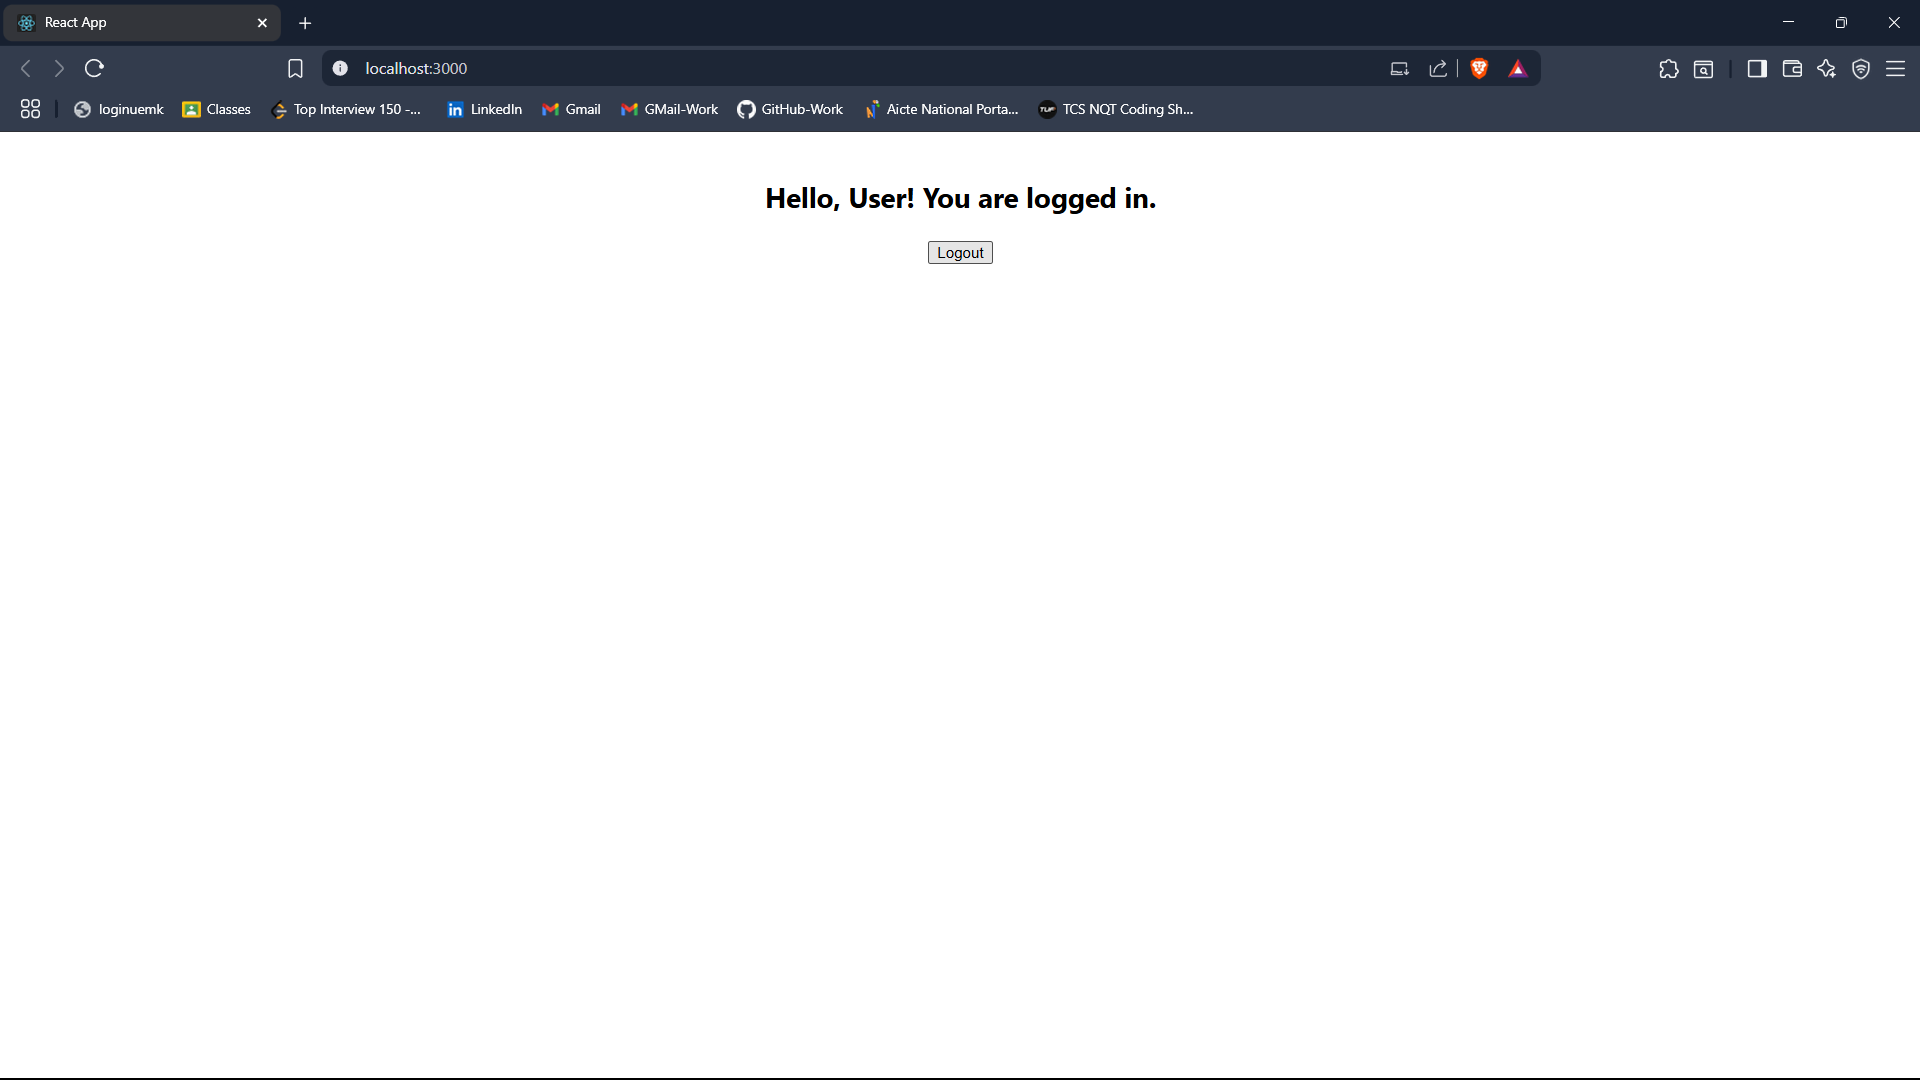 React App
localhost:3000
loginuemk Classes Top Interview 150 -... LinkedIn Gmail GMail-Work GitHub-Work Aicte National Porta... TCS NQT Coding Sh...
Hello, User! You are logged in.
Logout